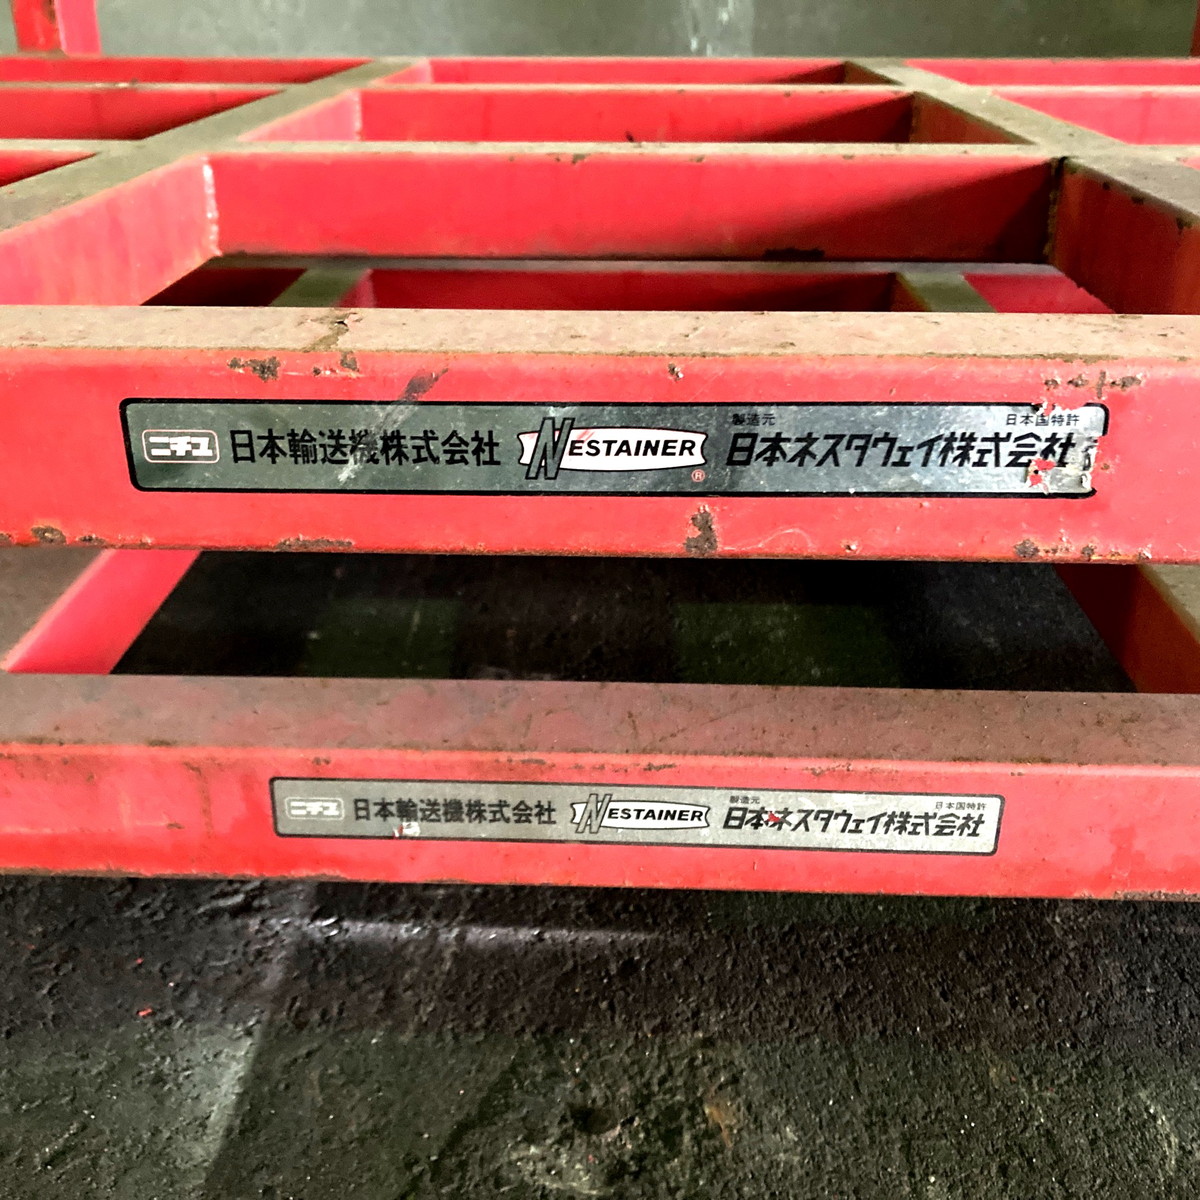 ニチユ 日本輸送機株式会社 NESTAINER ® 製造元 日本国特許
日本ネスタウェイ株式会社
ニチユ 日本輸送機株式会社 NESTAINER 製造元 日本国特許
日本ネスタウェイ株式会社